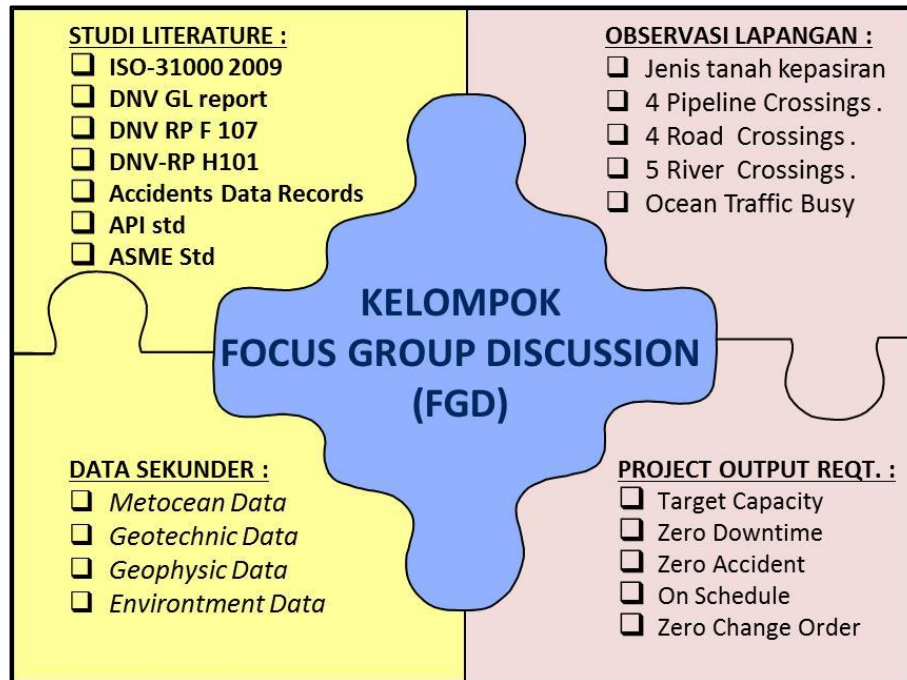 STUDI LITERATURE :
❑ ISO-31000 2009
❑ DNV GL report
❑ DNV RP F 107
❑ DNV-RP H101
❑ Accidents Data Records
❑ API std
❑ ASME Std
OBSERVASI LAPANGAN :
❑ Jenis tanah kepasiran
❑ 4 Pipeline Crossings .
❑ 4 Road Crossings .
❑ 5 River Crossings .
❑ Ocean Traffic Busy
KELOMPOK
FOCUS GROUP DISCUSSION
(FGD)
DATA SEKUNDER :
❑ Metocean Data
❑ Geotechnic Data
❑ Geophysic Data
❑ Environtment Data
PROJECT OUTPUT REQT. :
❑ Target Capacity
❑ Zero Downtime
❑ Zero Accident
❑ On Schedule
❑ Zero Change Order